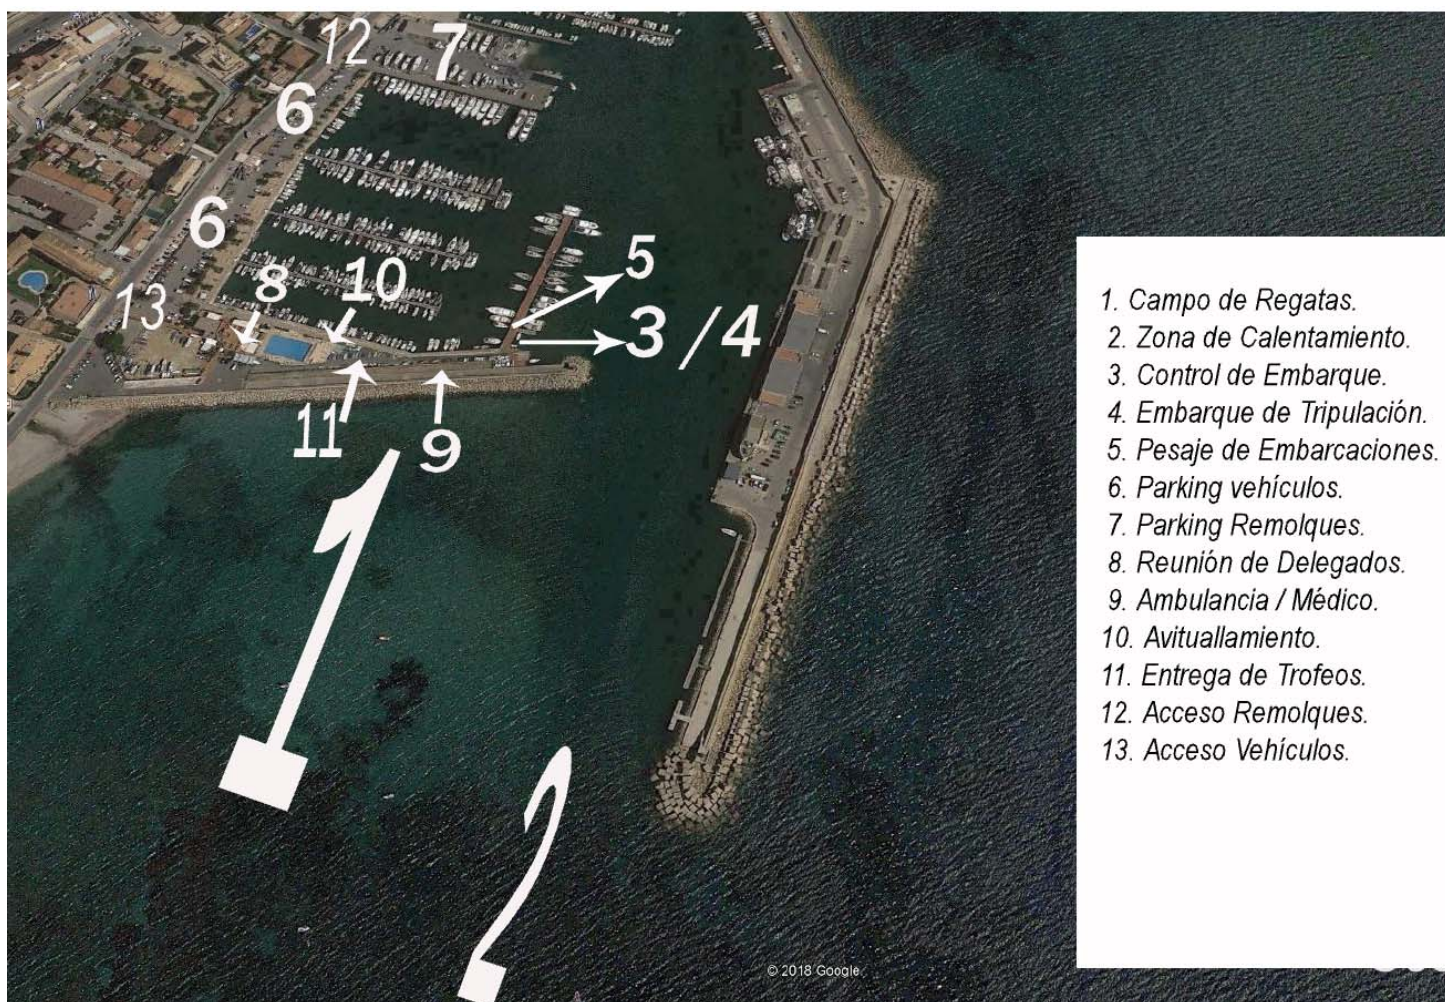 12
7
6
6
5
8
10
13
3 / 4
11
9
1
2
1. Campo de Regatas.
2. Zona de Calentamiento.
3. Control de Embarque.
4. Embarque de Tripulación.
5. Pesaje de Embarcaciones.
6. Parking vehículos.
7. Parking Remolques.
8. Reunión de Delegados.
9. Ambulancia / Médico.
10. Avituallamiento.
11. Entrega de Trofeos.
12. Acceso Remolques.
13. Acceso Vehículos.
© 2018 Google